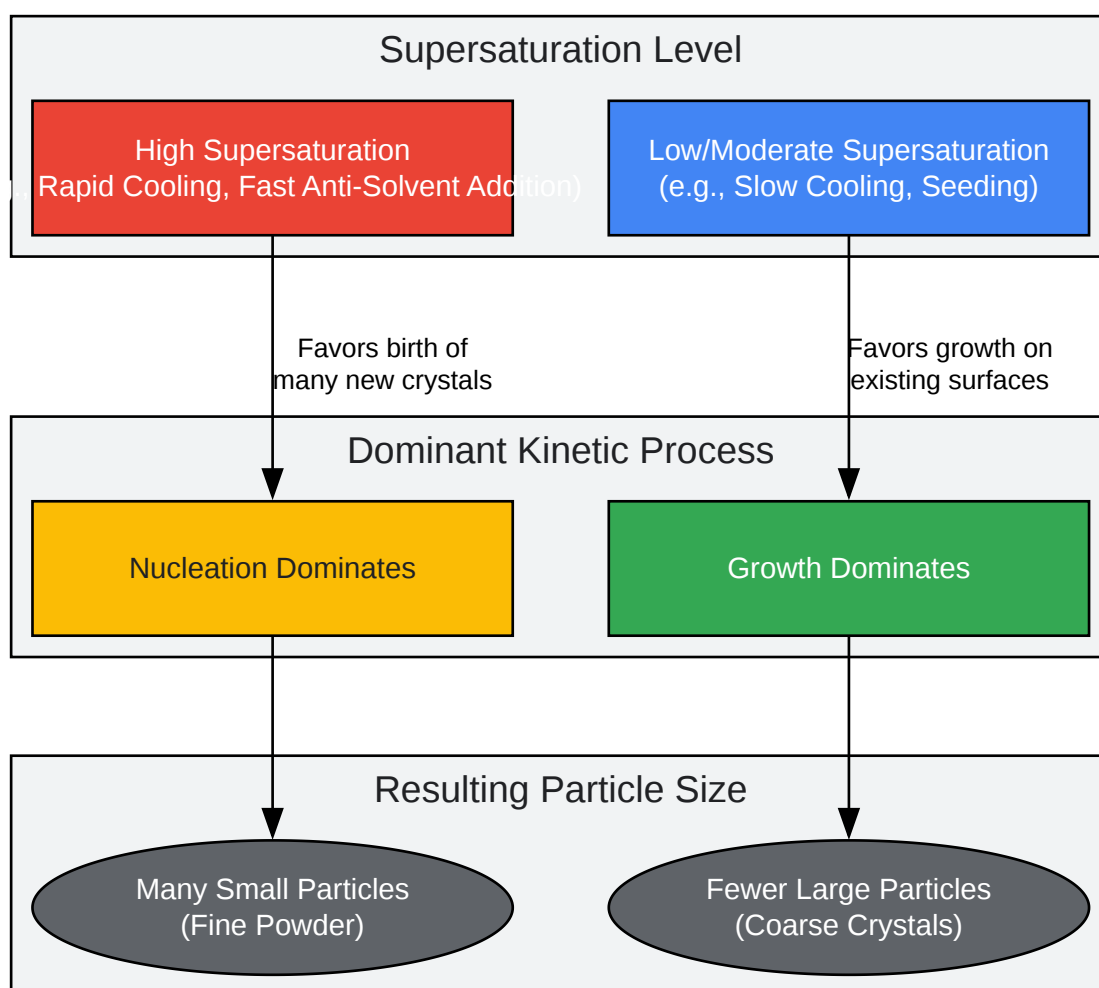 Supersaturation Level
High Supersaturation
., Rapid Cooling, Fast Anti-Solvent Addition)
Low/Moderate Supersaturation
(e.g., Slow Cooling, Seeding)
Favors birth of
many new crystals
Favors growth on
existing surfaces
Dominant Kinetic Process
Nucleation Dominates
Growth Dominates
Resulting Particle Size
Many Small Particles
(Fine Powder)
Fewer Large Particles
(Coarse Crystals)